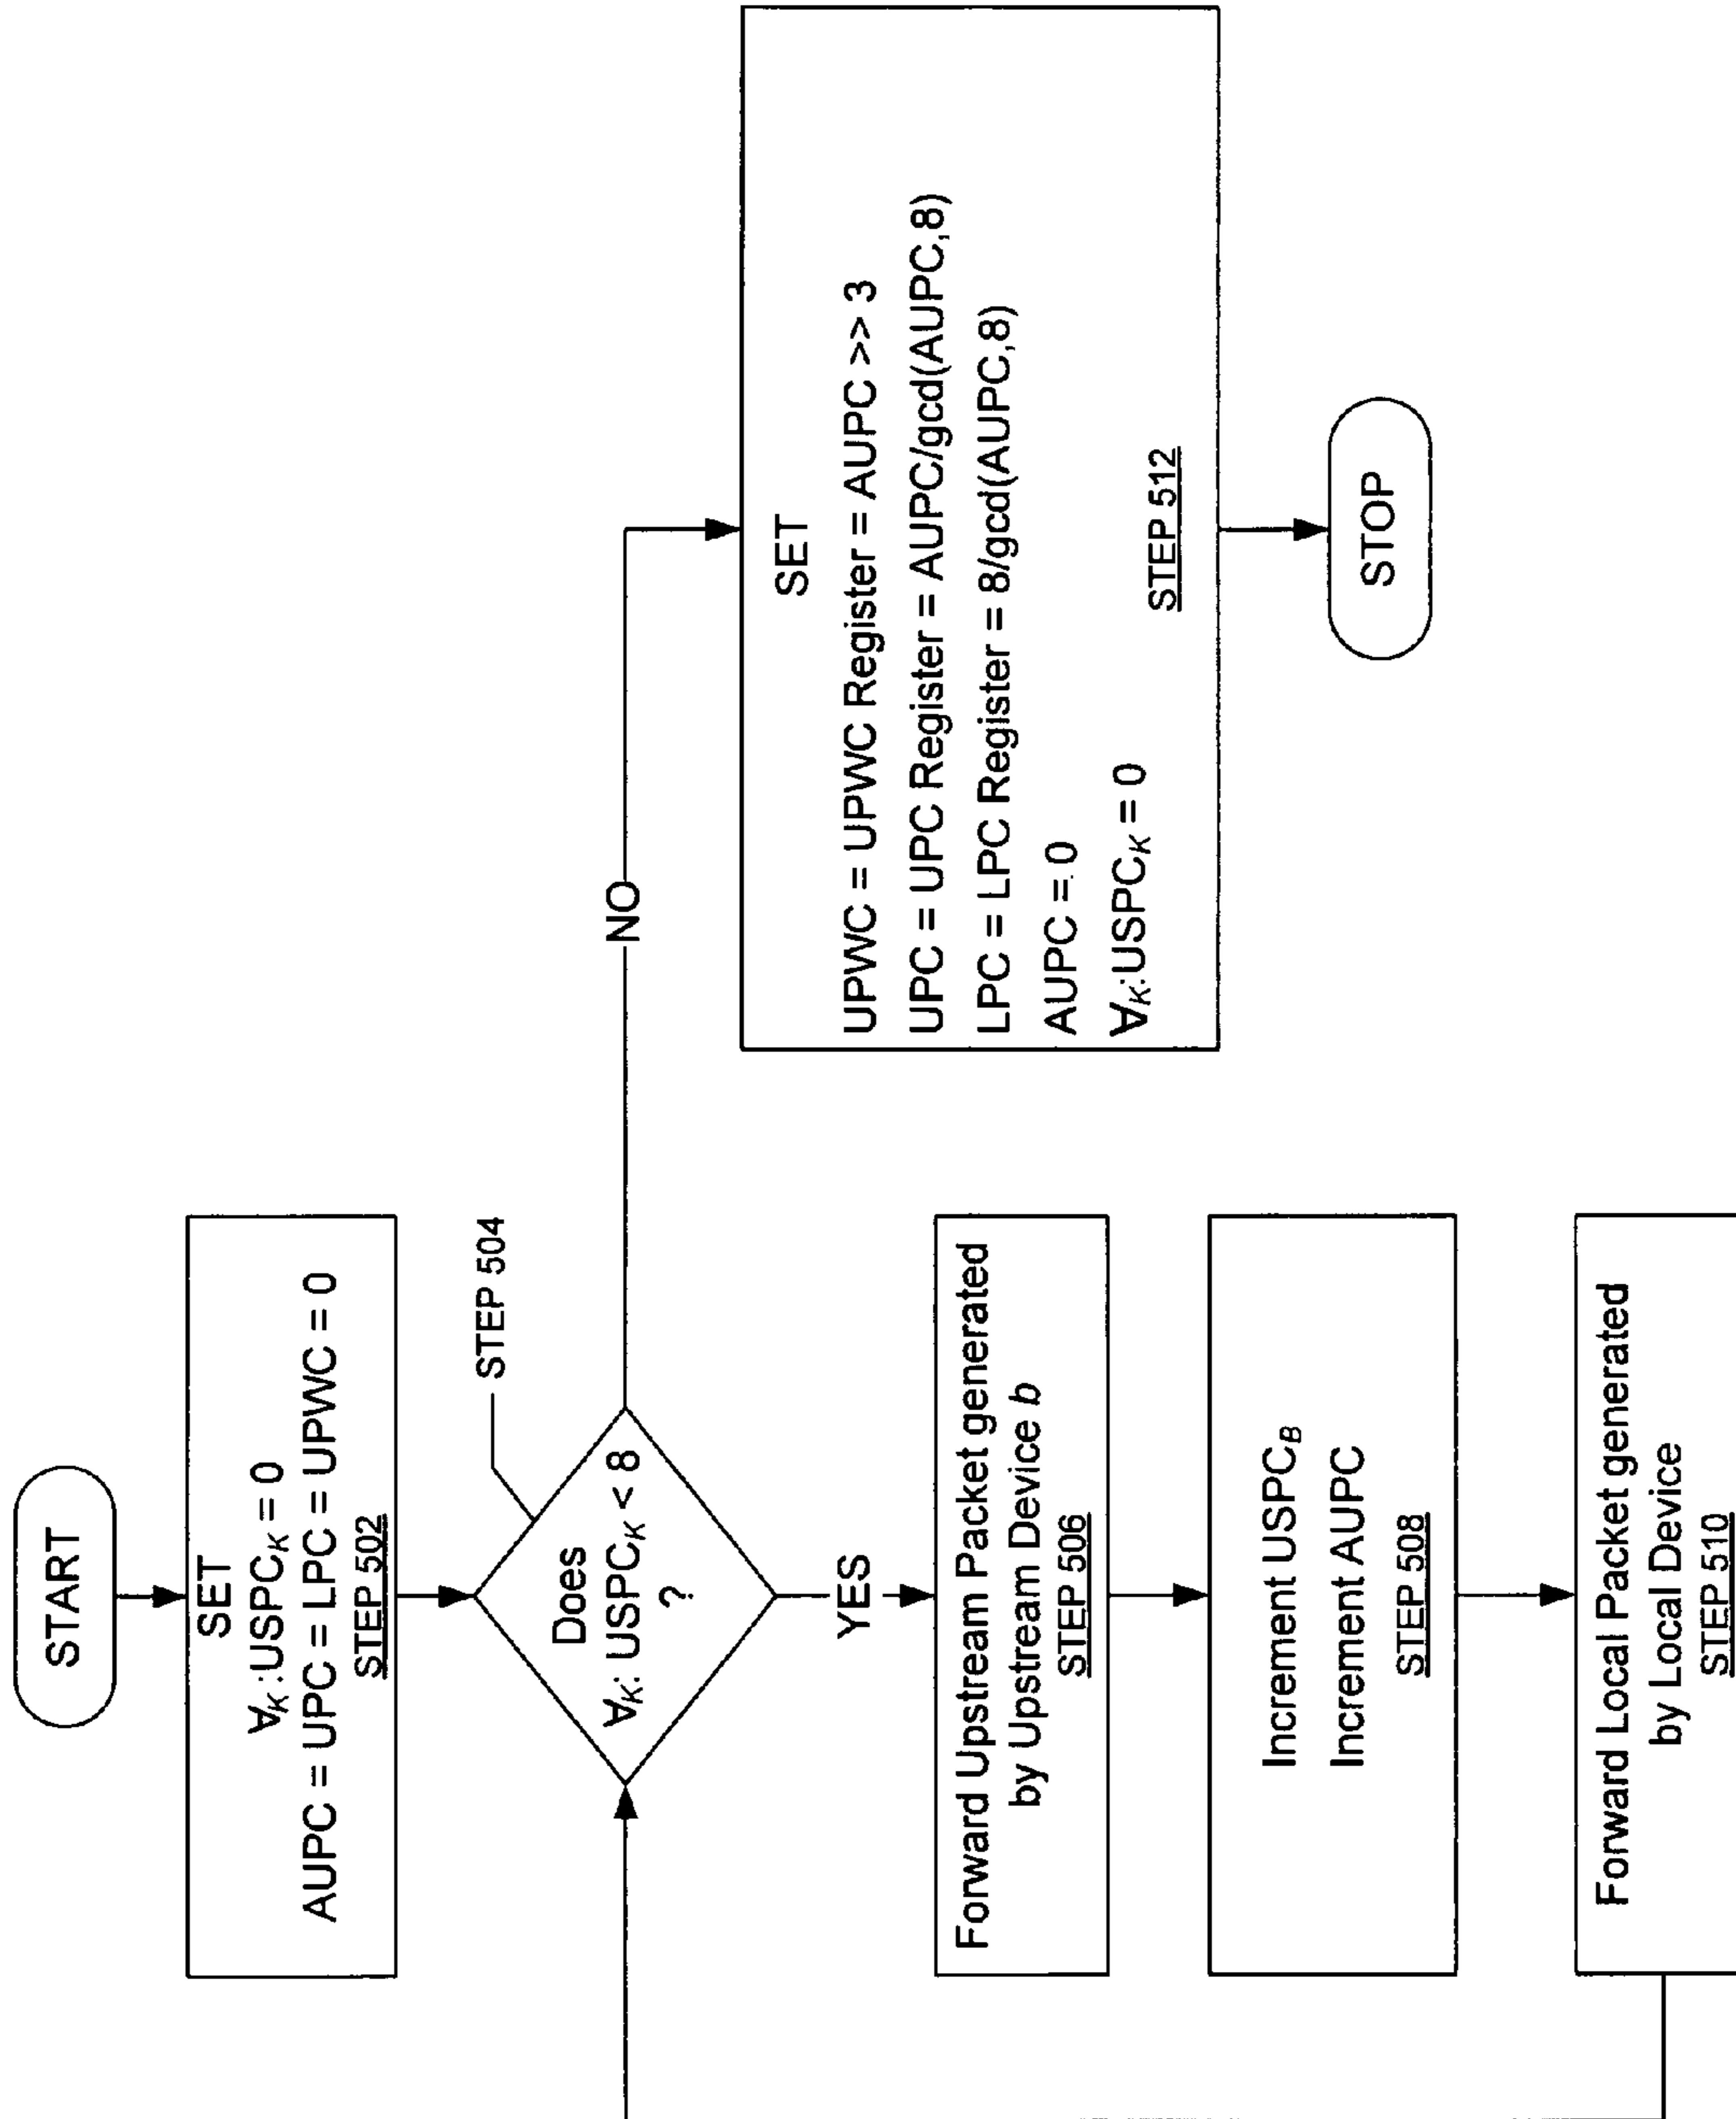 START
SET
∀K:USPCK = 0
AUPC = UPC = LPC = UPWC = 0
STEP 502
STEP 504
Does
∀K: USPCK < 8
?
NO
YES
Forward Upstream Packet generated
by Upstream Device b
STEP 506
Increment USPCB
Increment AUPC
STEP 508
Forward Local Packet generated
by Local Device
STEP 510
SET
UPWC = UPWC Register = AUPC >> 3
UPC = UPC Register = AUPC/gcd(AUPC,8)
LPC = LPC Register = 8/gcd(AUPC,8)
AUPC = 0
∀K:USPCK = 0
STEP 512
STOP